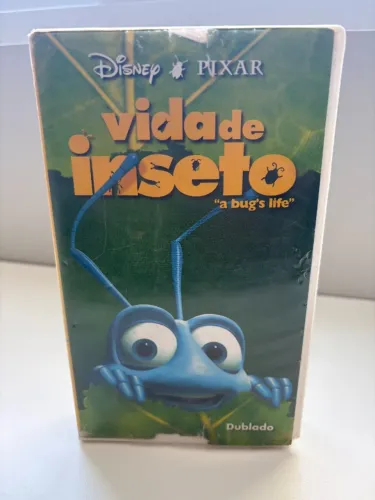 Disney PIXAR
vida de
inseto
"a bug's life"
Dublado